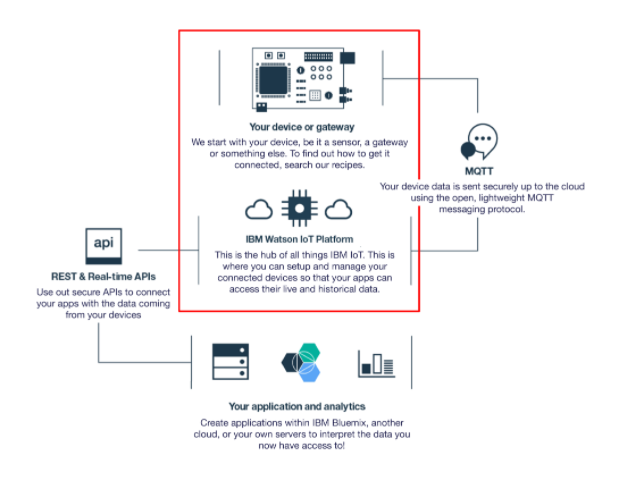 Your device or gateway
We start with your device, be it a sensor, a gateway
or something else. To find out how to get it
connected, search our recipes.
MQTT
Your device data is sent securely up to the cloud
using the open, lightweight MQTT
messaging protocol.
IBM Watson IoT Platform
This is the hub of all things IBM IoT. This is
where you can setup and manage your
connected devices so that your apps can
access their live and historical data.
api
REST & Real-time APIs
Use out secure APIs to connect
your apps with the data coming
from your devices
Your application and analytics
Create applications within IBM Bluemix, another
cloud, or your own servers to interpret the data you
now have access to!